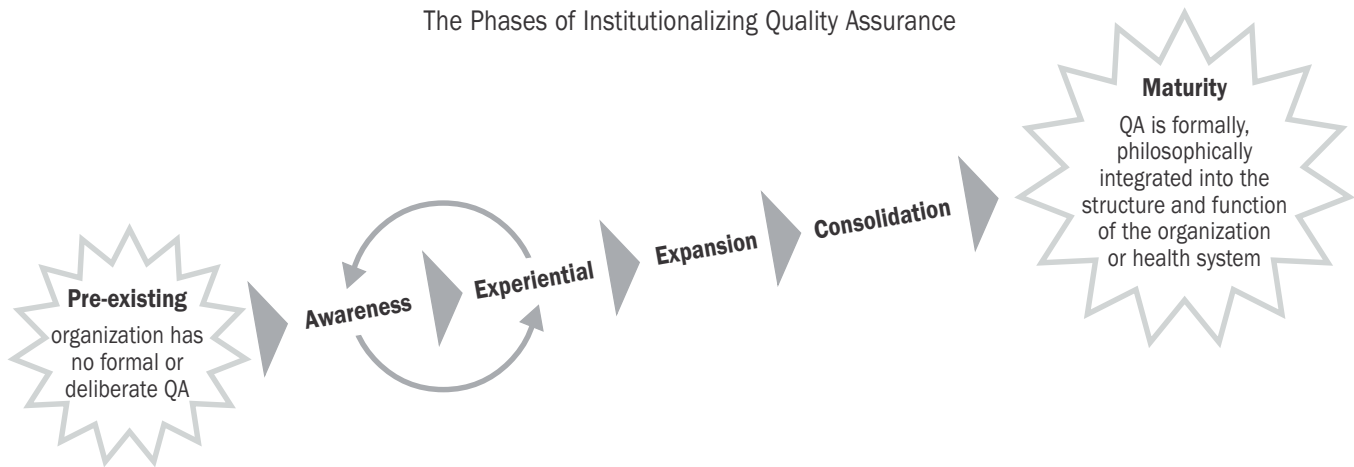 The Phases of Institutionalizing Quality Assurance
Pre-existing
organization has
no formal or
deliberate QA
Awareness
Experiential
Expansion
Consolidation
Maturity
QA is formally,
philosophically
integrated into the
structure and function
of the organization
or health system